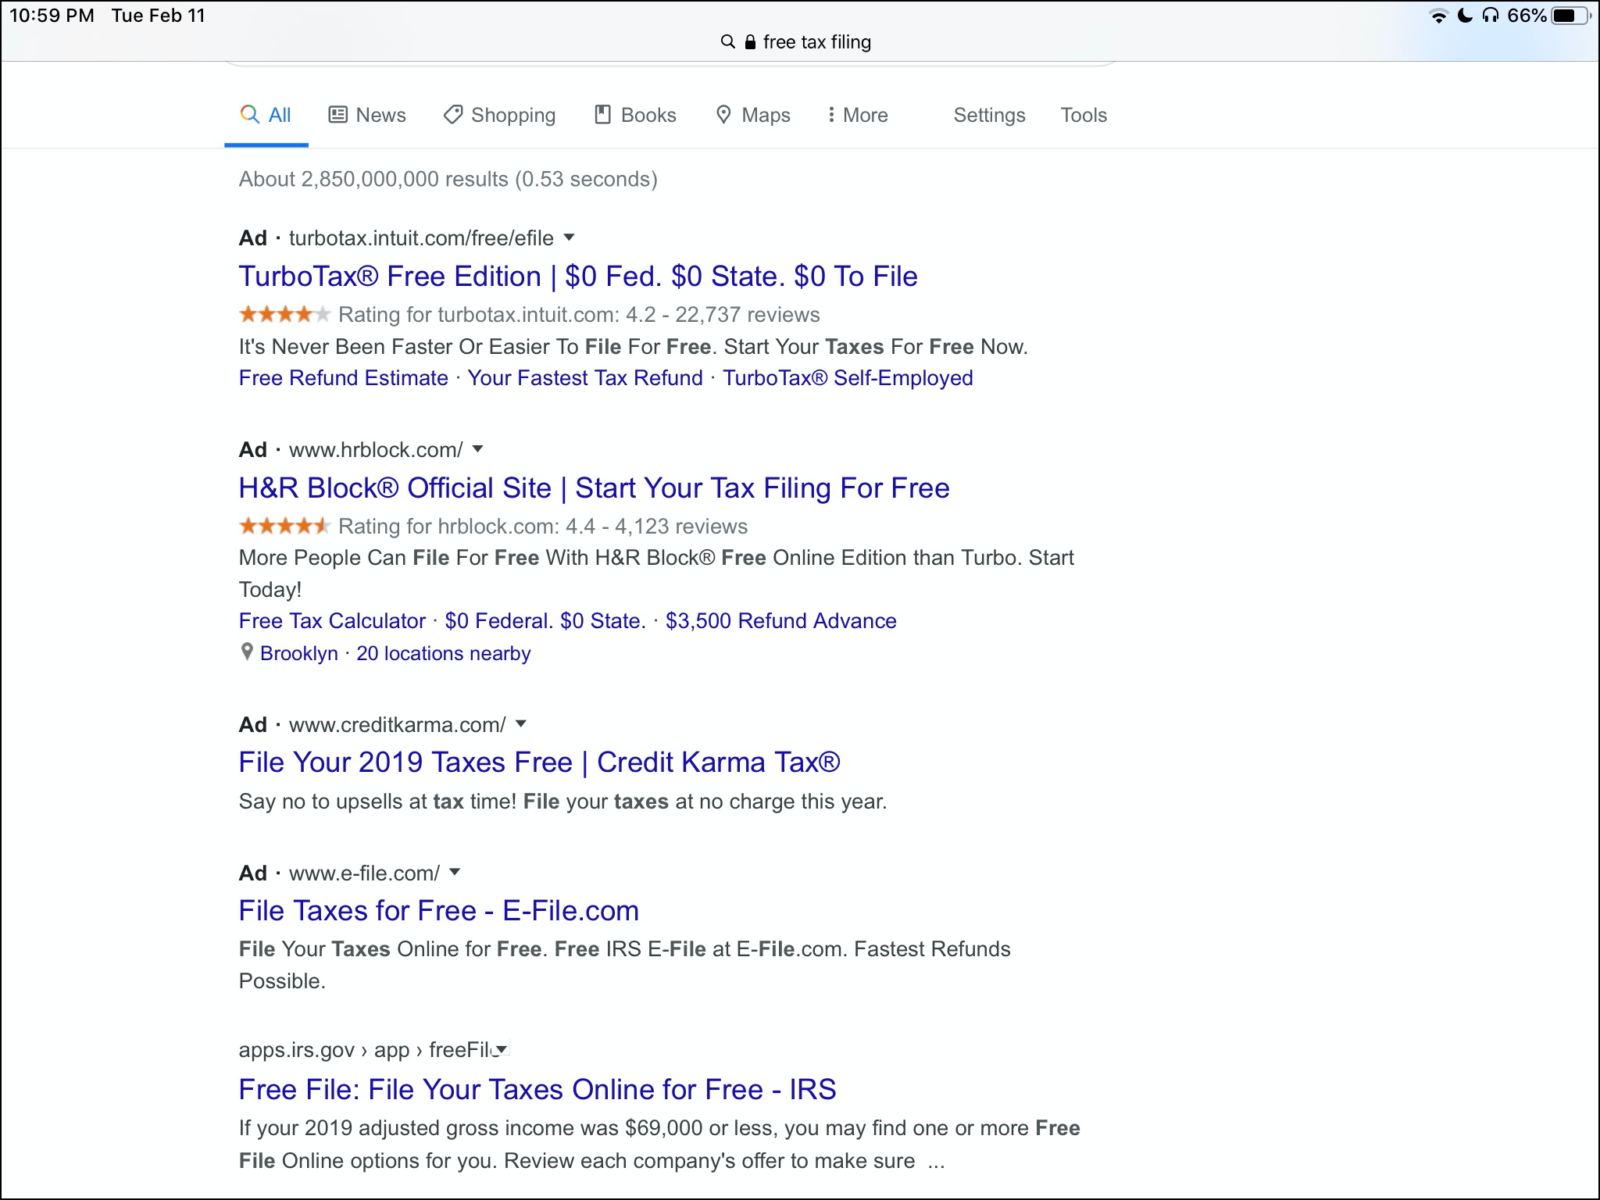 10:59 PM Tue Feb 11
66%
free tax filing
All News Shopping Books Maps More Settings Tools
About 2,850,000,000 results (0.53 seconds)
Ad · turbotax.intuit.com/free/efile
TurboTax® Free Edition | $0 Fed. $0 State. $0 To File
Rating for turbotax.intuit.com: 4.2 - 22,737 reviews
It's Never Been Faster Or Easier To File For Free. Start Your Taxes For Free Now.
Free Refund Estimate · Your Fastest Tax Refund · TurboTax® Self-Employed
Ad · www.hrblock.com/
H&R Block® Official Site | Start Your Tax Filing For Free
Rating for hrblock.com: 4.4 - 4,123 reviews
More People Can File For Free With H&R Block® Free Online Edition than Turbo. Start
Today!
Free Tax Calculator · $0 Federal. $0 State. · $3,500 Refund Advance
Brooklyn · 20 locations nearby
Ad · www.creditkarma.com/
File Your 2019 Taxes Free | Credit Karma Tax®
Say no to upsells at tax time! File your taxes at no charge this year.
Ad · www.e-file.com/
File Taxes for Free - E-File.com
File Your Taxes Online for Free. Free IRS E-File at E-File.com. Fastest Refunds
Possible.
apps.irs.gov › app › freeFil
Free File: File Your Taxes Online for Free - IRS
If your 2019 adjusted gross income was $69,000 or less, you may find one or more Free
File Online options for you. Review each company's offer to make sure ...